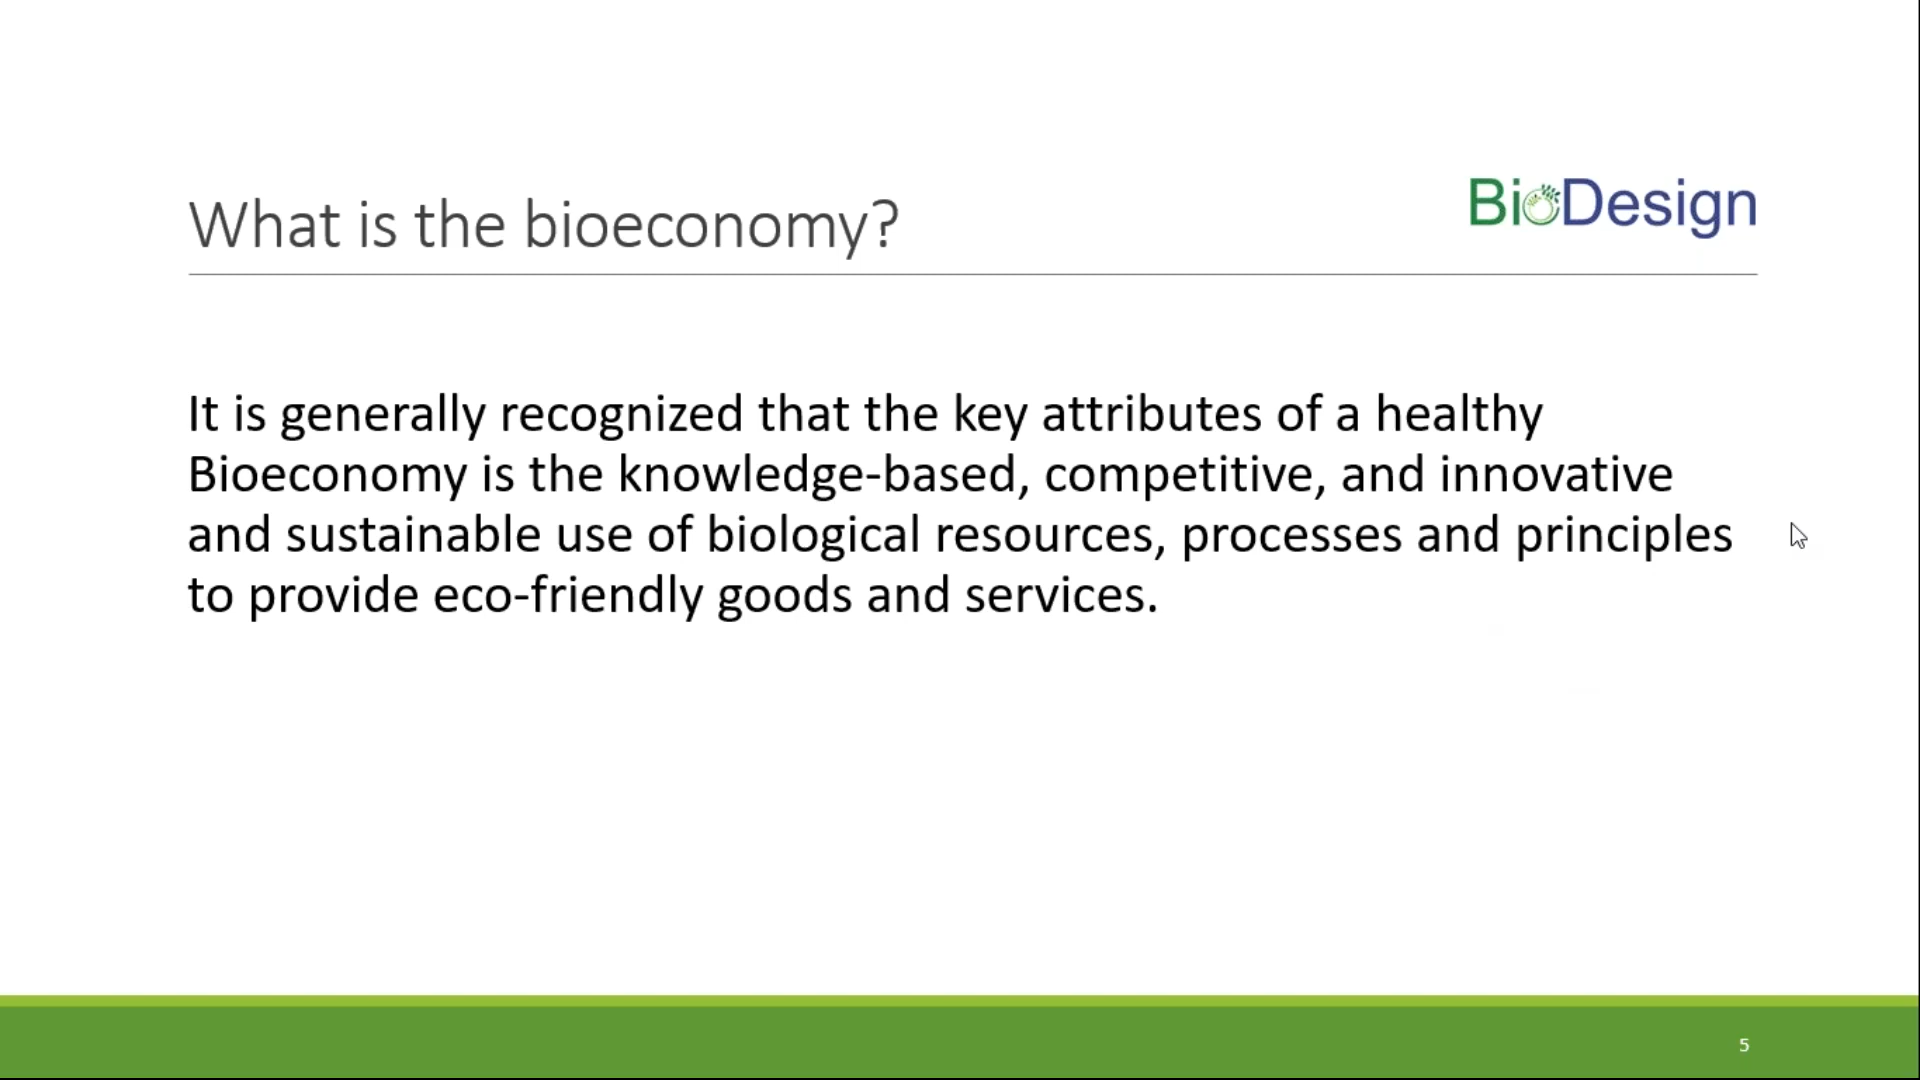 What is the bioeconomy?
BioDesign
It is generally recognized that the key attributes of a healthy
Bioeconomy is the knowledge-based, competitive, and innovative
and sustainable use of biological resources, processes and principles
to provide eco-friendly goods and services.
5